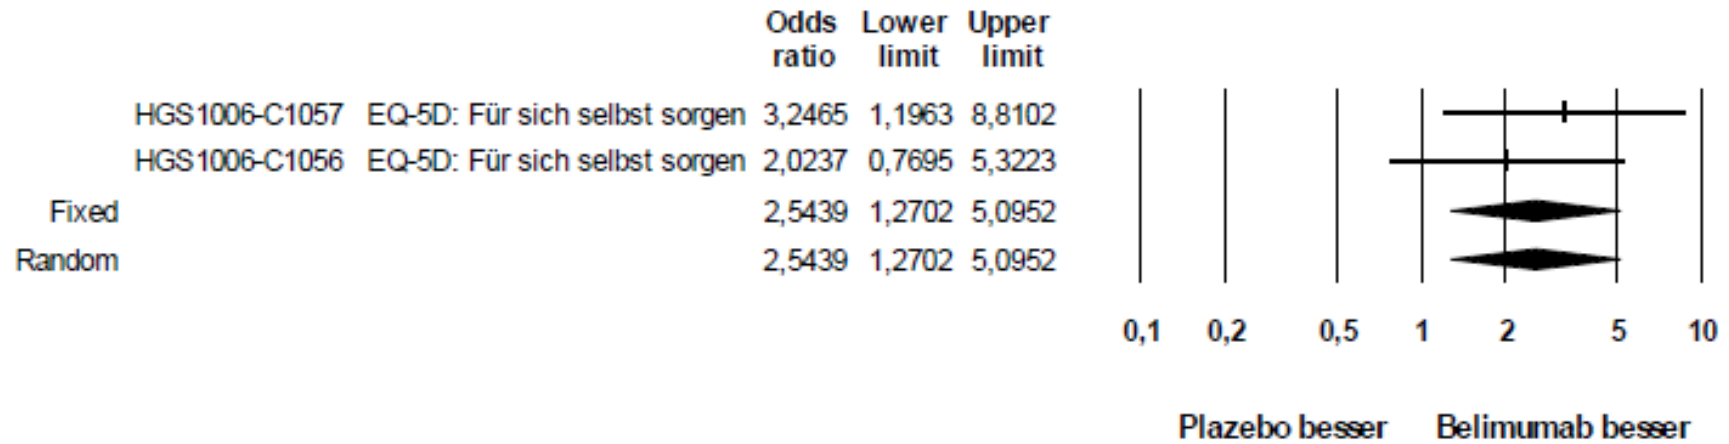 Odds Lower Upper
ratio limit limit
HGS1006-C1057 EQ-5D: Für sich selbst sorgen 3,2465 1,1963 8,8102
HGS1006-C1056 EQ-5D: Für sich selbst sorgen 2,0237 0,7695 5,3223
Fixed 2,5439 1,2702 5,0952
Random 2,5439 1,2702 5,0952
0,1 0,2 0,5 1 2 5 10
Plazebo besser Belimumab besser